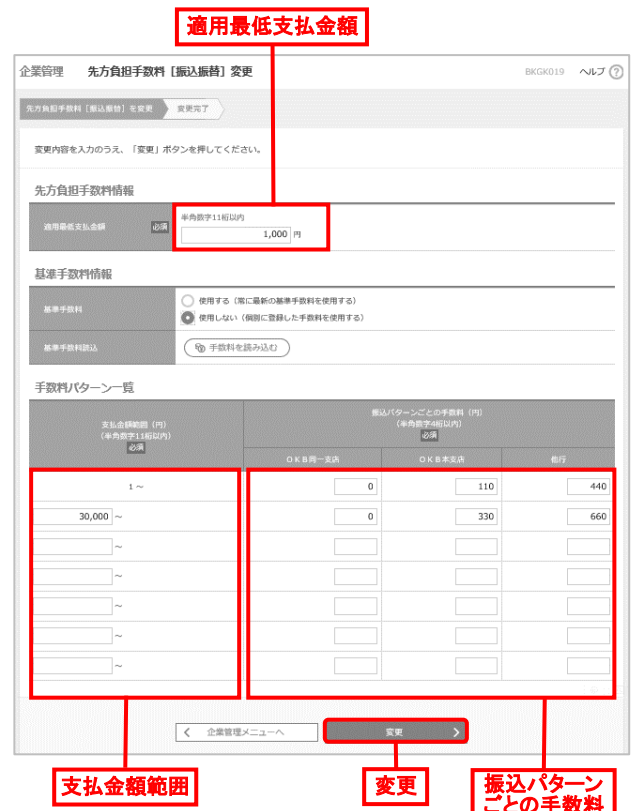 適用最低支払金額
企業管理 先方負担手数料［振込振替］変更 BKGK019 ヘルプ ?
先方負担手数料［振込振替］を変更 変更完了
変更内容を入力のうえ、「変更」ボタンを押してください。
先方負担手数料情報
適用最低支払金額 必須
半角数字11桁以内
1,000 円
基準手数料情報
基準手数料
使用する（常に最新の基準手数料を使用する）
使用しない（個別に登録した手数料を使用する）
基準手数料読込 手数料を読み込む
手数料パターン一覧
支払金額範囲（円）
（半角数字11桁以内）
必須
振込パターンごとの手数料（円）
（半角数字4桁以内）
必須
ＯＫＢ同一支店 ＯＫＢ本支店 他行
1 ～ 0 110 440
30,000 ～ 0 330 660
～
～
～
～
～
企業管理メニューへ 変更
支払金額範囲
変更
振込パターン
ごとの手数料